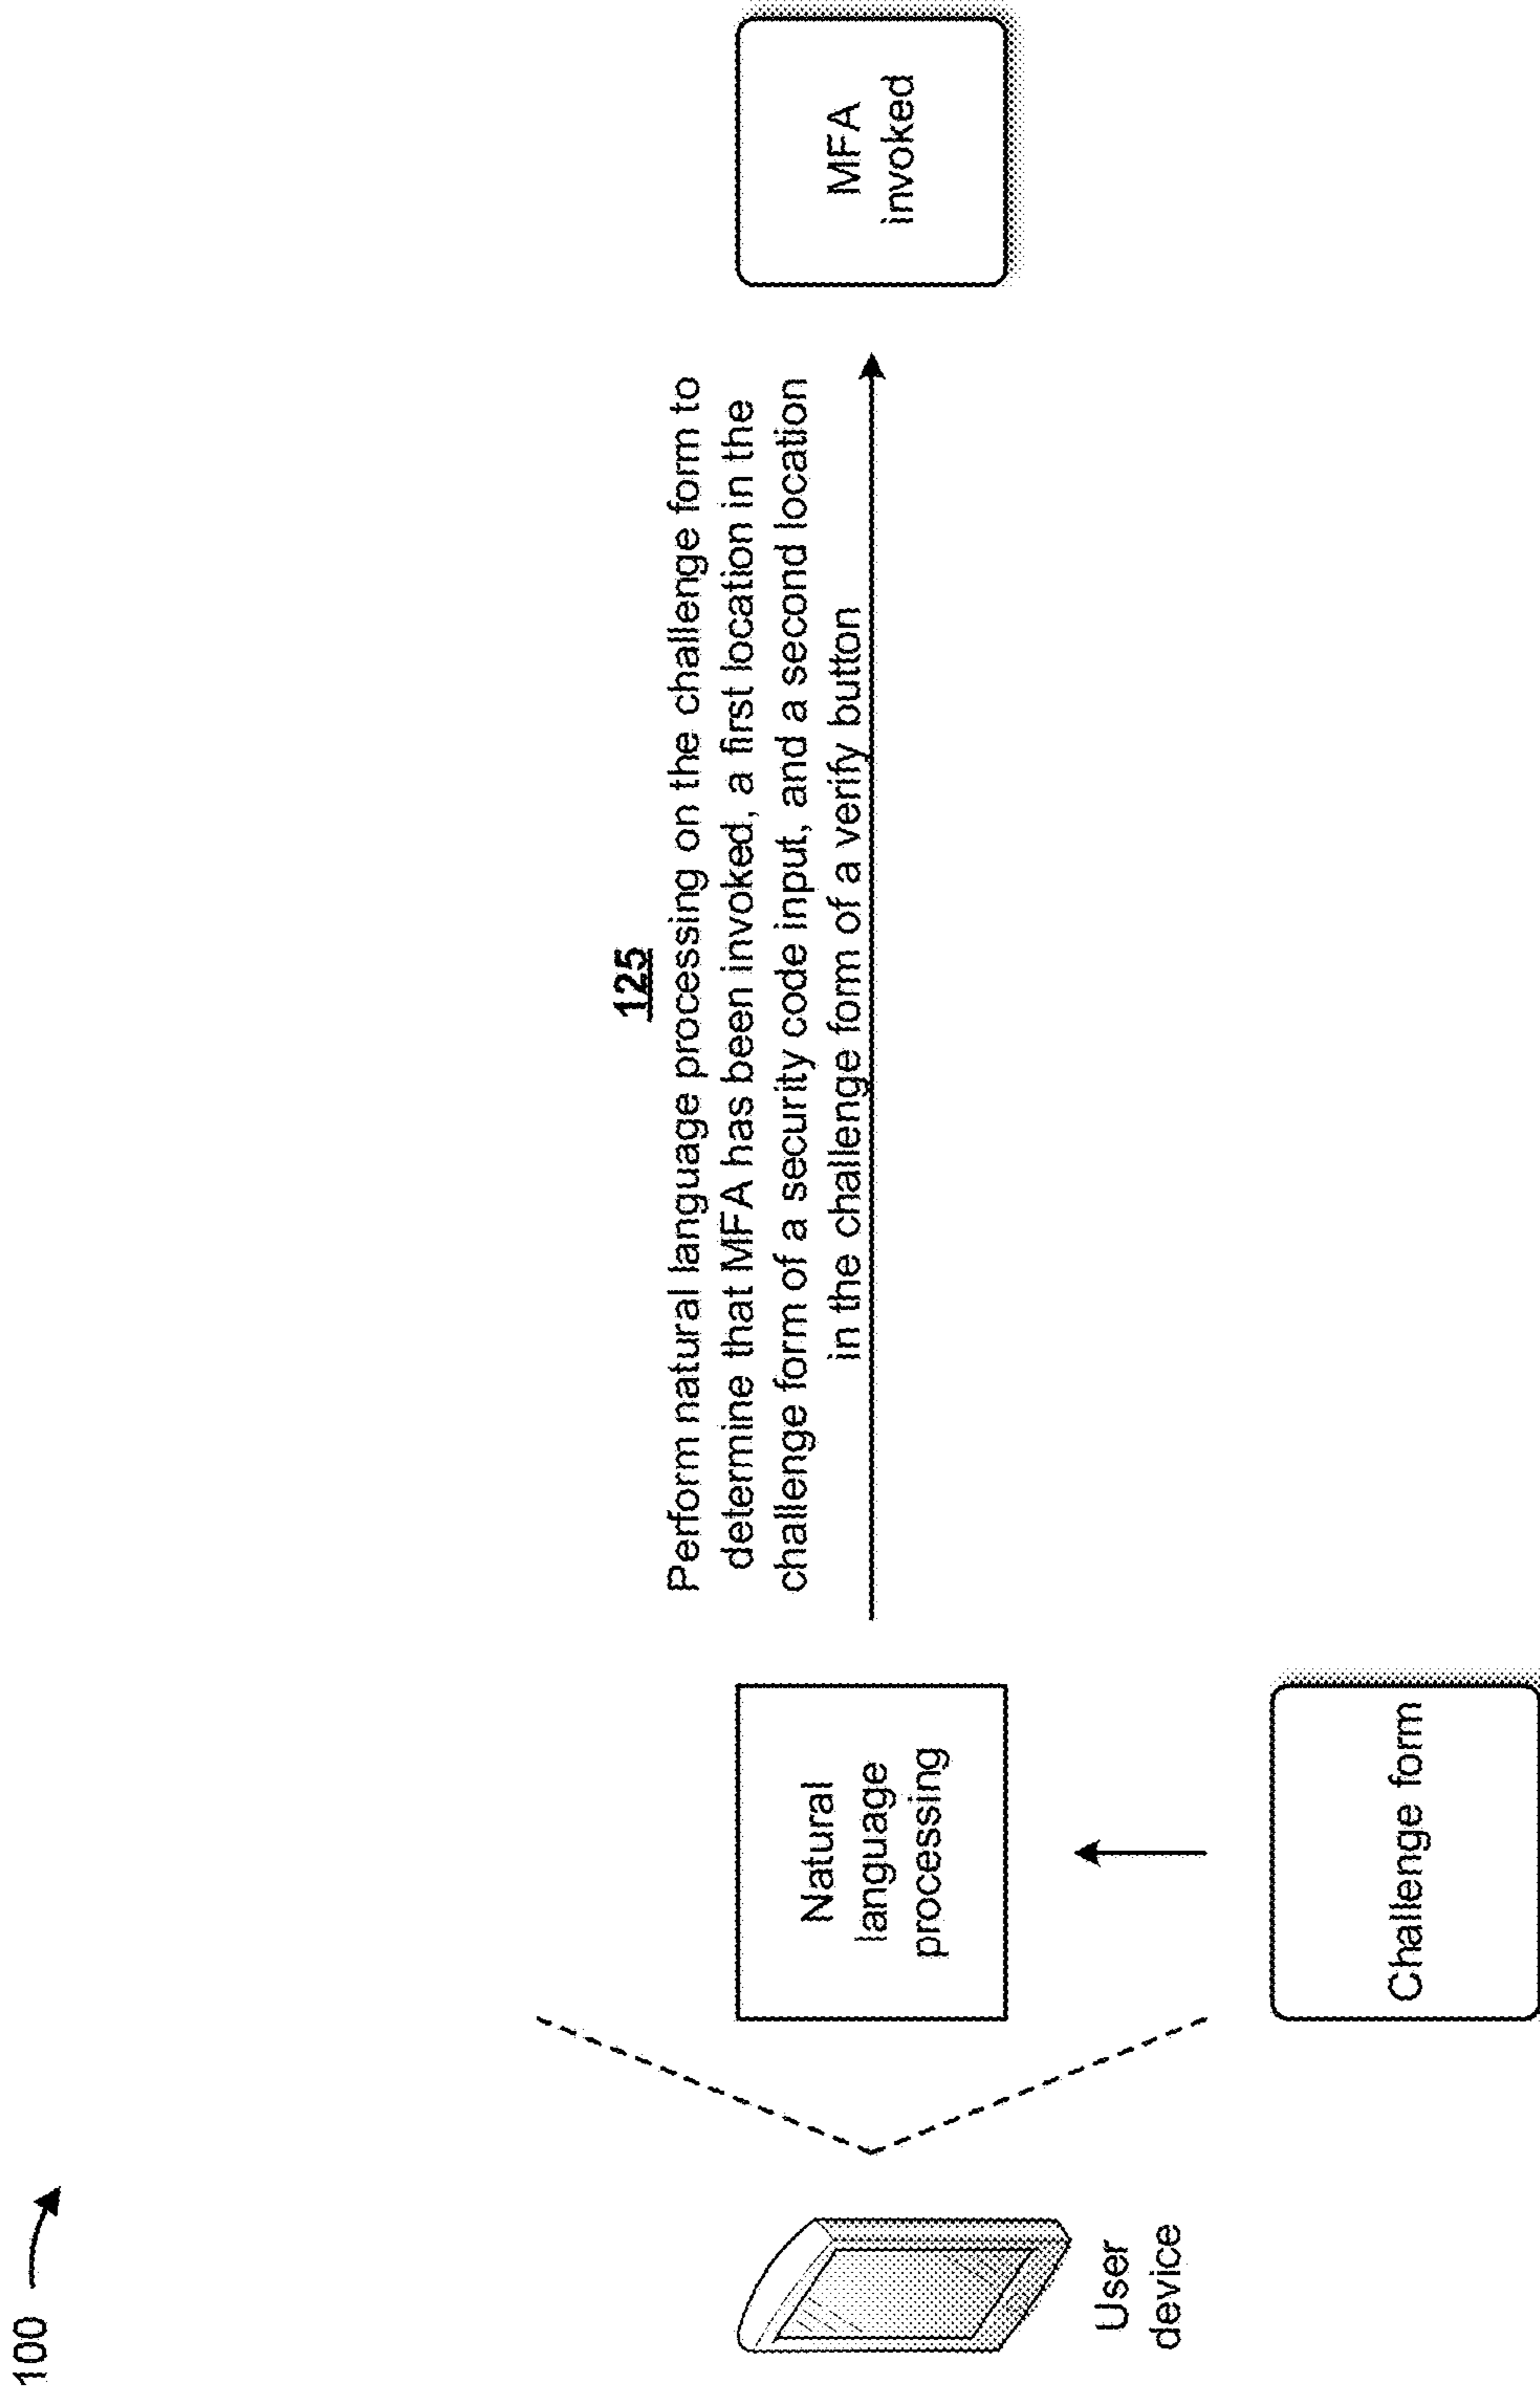 100
125
Perform natural language processing on the challenge form to
determine that MFA has been invoked, a first location in the
challenge form of a security code input, and a second location
in the challenge form of a verify button
Natural
language
processing
MFA
invoked
User
device
Challenge form